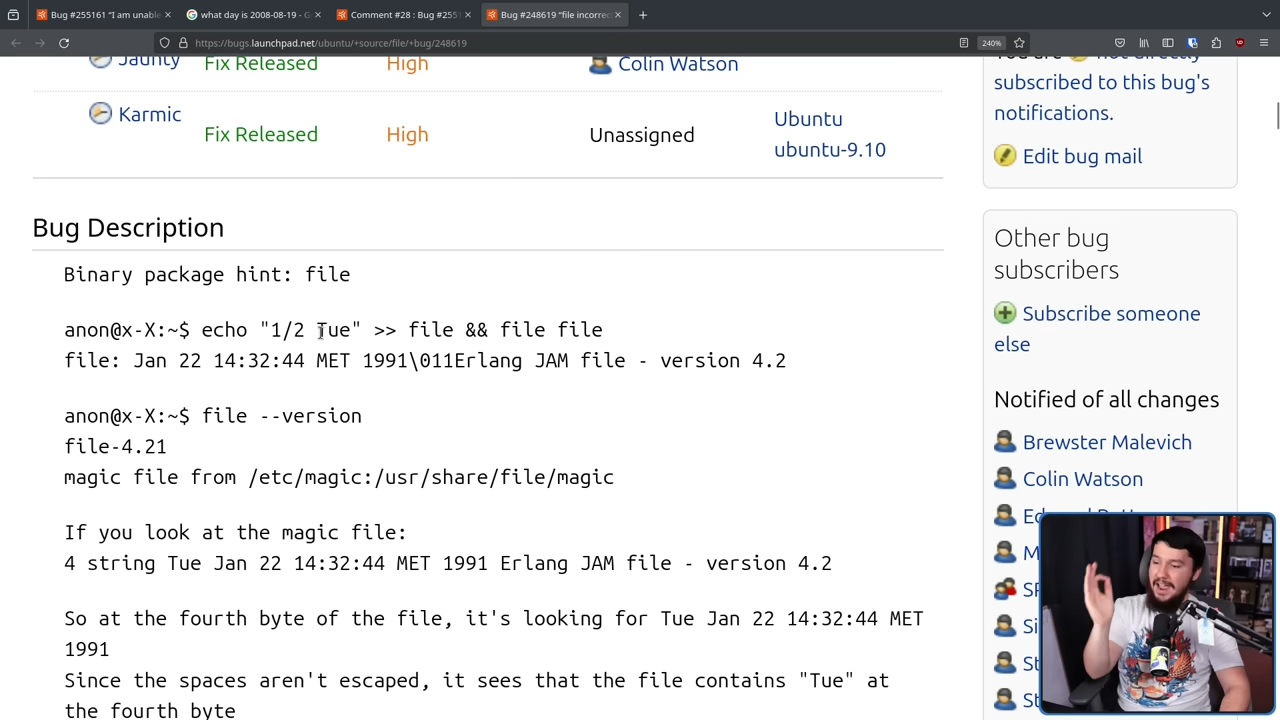 Bug #255161 "I am unable
what day is 2008-08-19 - G
Comment #28 : Bug #2551
Bug #248619 "file incorrec
https://bugs.launchpad.net/ubuntu/+source/file/+bug/248619
240%
Jaunty Fix Released High Colin Watson
Karmic Fix Released High Unassigned Ubuntu
ubuntu-9.10
Bug Description
Binary package hint: file
anon@x-X:~$ echo "1/2 Tue" >> file && file file
file: Jan 22 14:32:44 MET 1991\011Erlang JAM file - version 4.2
anon@x-X:~$ file --version
file-4.21
magic file from /etc/magic:/usr/share/file/magic
If you look at the magic file:
4 string Tue Jan 22 14:32:44 MET 1991 Erlang JAM file - version 4.2
So at the fourth byte of the file, it's looking for Tue Jan 22 14:32:44 MET
1991
Since the spaces aren't escaped, it sees that the file contains "Tue" at
the fourth byte
You are not directly
subscribed to this bug's
notifications.
Edit bug mail
Other bug
subscribers
Subscribe someone
else
Notified of all changes
Brewster Malevich
Colin Watson